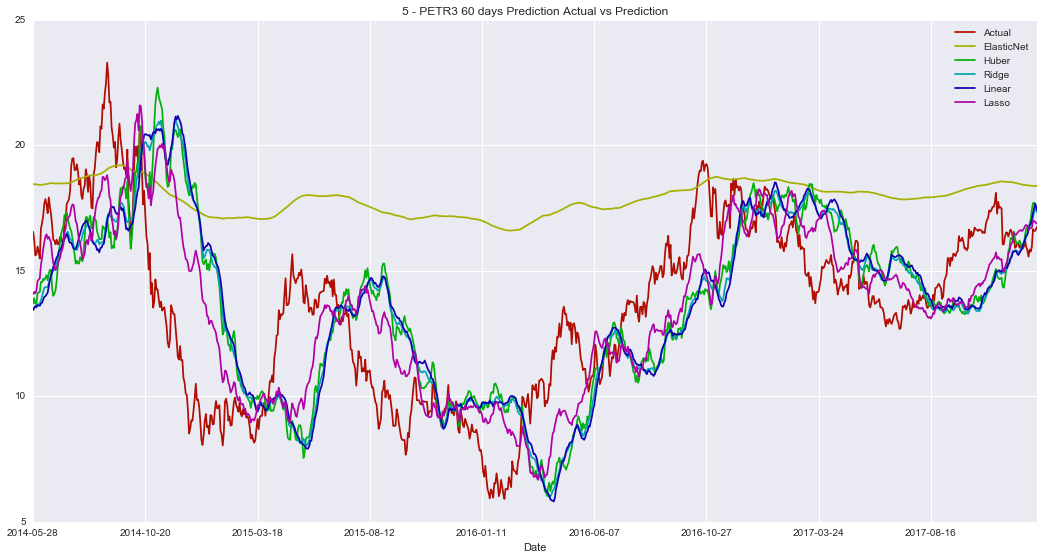 5 - PETR3 60 days Prediction Actual vs Prediction
25
20
15
10
5
Actual
ElasticNet
Huber
Ridge
Linear
Lasso
2014-05-28 2014-10-20 2015-03-18 2015-08-12 2016-01-11 2016-06-07 2016-10-27 2017-03-24 2017-08-16
Date